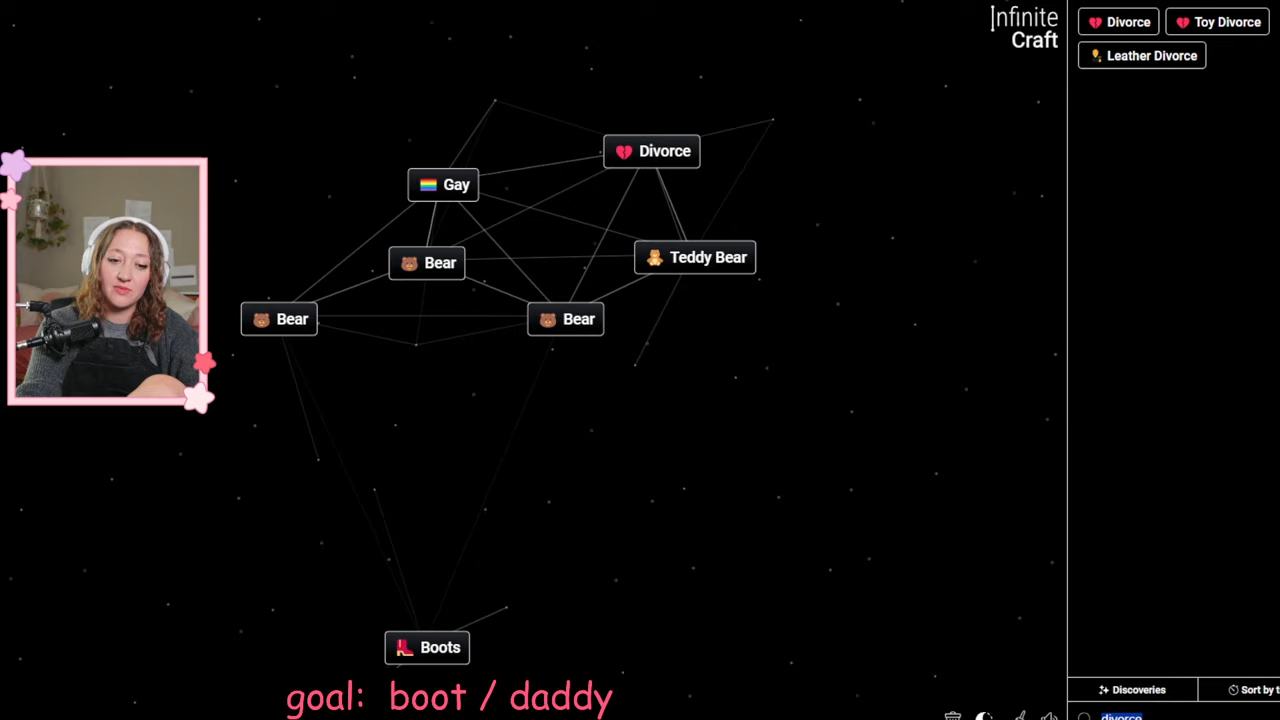 Infinite
Craft
Divorce
Toy Divorce
Leather Divorce
Divorce
Gay
Bear
Teddy Bear
Bear
Bear
Boots
goal: boot / daddy
Discoveries
Sort by t
divorce